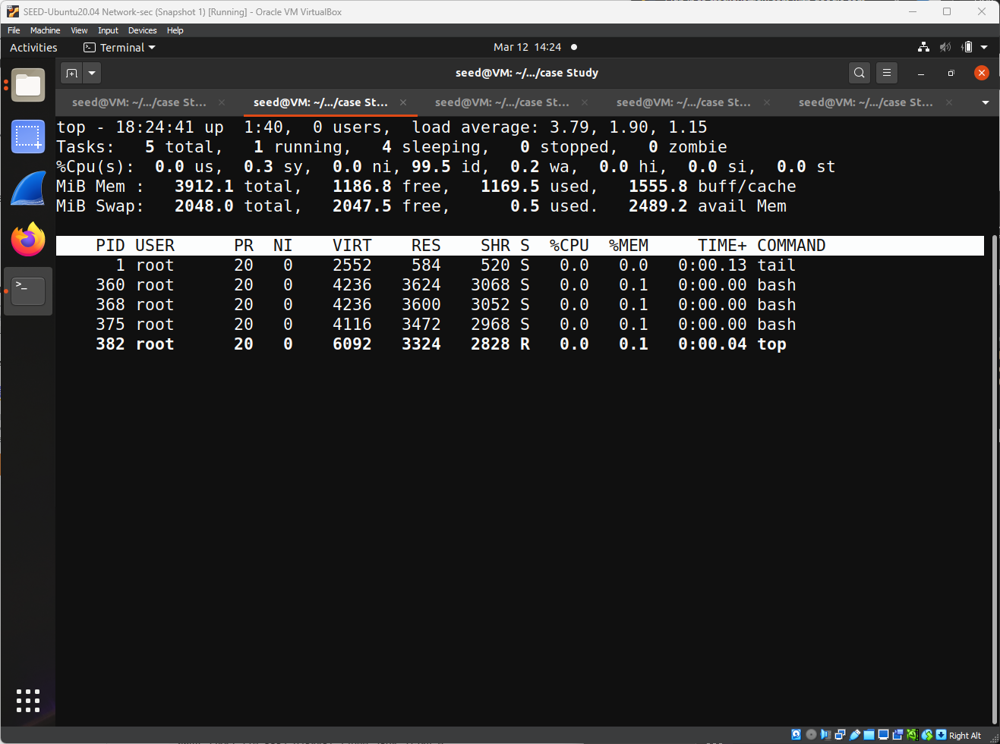 SEED-Ubuntu20.04 Network-sec (Snapshot 1) [Running] - Oracle VM VirtualBox
File Machine View Input Devices Help
Activities Terminal Mar 12 14:24
seed@VM: ~/.../case Study
seed@VM: ~/.../case St... seed@VM: ~/.../case St... seed@VM: ~/.../case St... seed@VM: ~/.../case St... seed@VM: ~/.../case St...
top - 18:24:41 up 1:40, 0 users, load average: 3.79, 1.90, 1.15
Tasks: 5 total, 1 running, 4 sleeping, 0 stopped, 0 zombie
%Cpu(s): 0.0 us, 0.3 sy, 0.0 ni, 99.5 id, 0.2 wa, 0.0 hi, 0.0 si, 0.0 st
MiB Mem : 3912.1 total, 1186.8 free, 1169.5 used, 1555.8 buff/cache
MiB Swap: 2048.0 total, 2047.5 free, 0.5 used. 2489.2 avail Mem
PID USER PR NI VIRT RES SHR S %CPU %MEM TIME+ COMMAND
1 root 20 0 2552 584 520 S 0.0 0.0 0:00.13 tail
360 root 20 0 4236 3624 3068 S 0.0 0.1 0:00.00 bash
368 root 20 0 4236 3600 3052 S 0.0 0.1 0:00.00 bash
375 root 20 0 4116 3472 2968 S 0.0 0.1 0:00.00 bash
382 root 20 0 6092 3324 2828 R 0.0 0.1 0:00.04 top
Right Alt